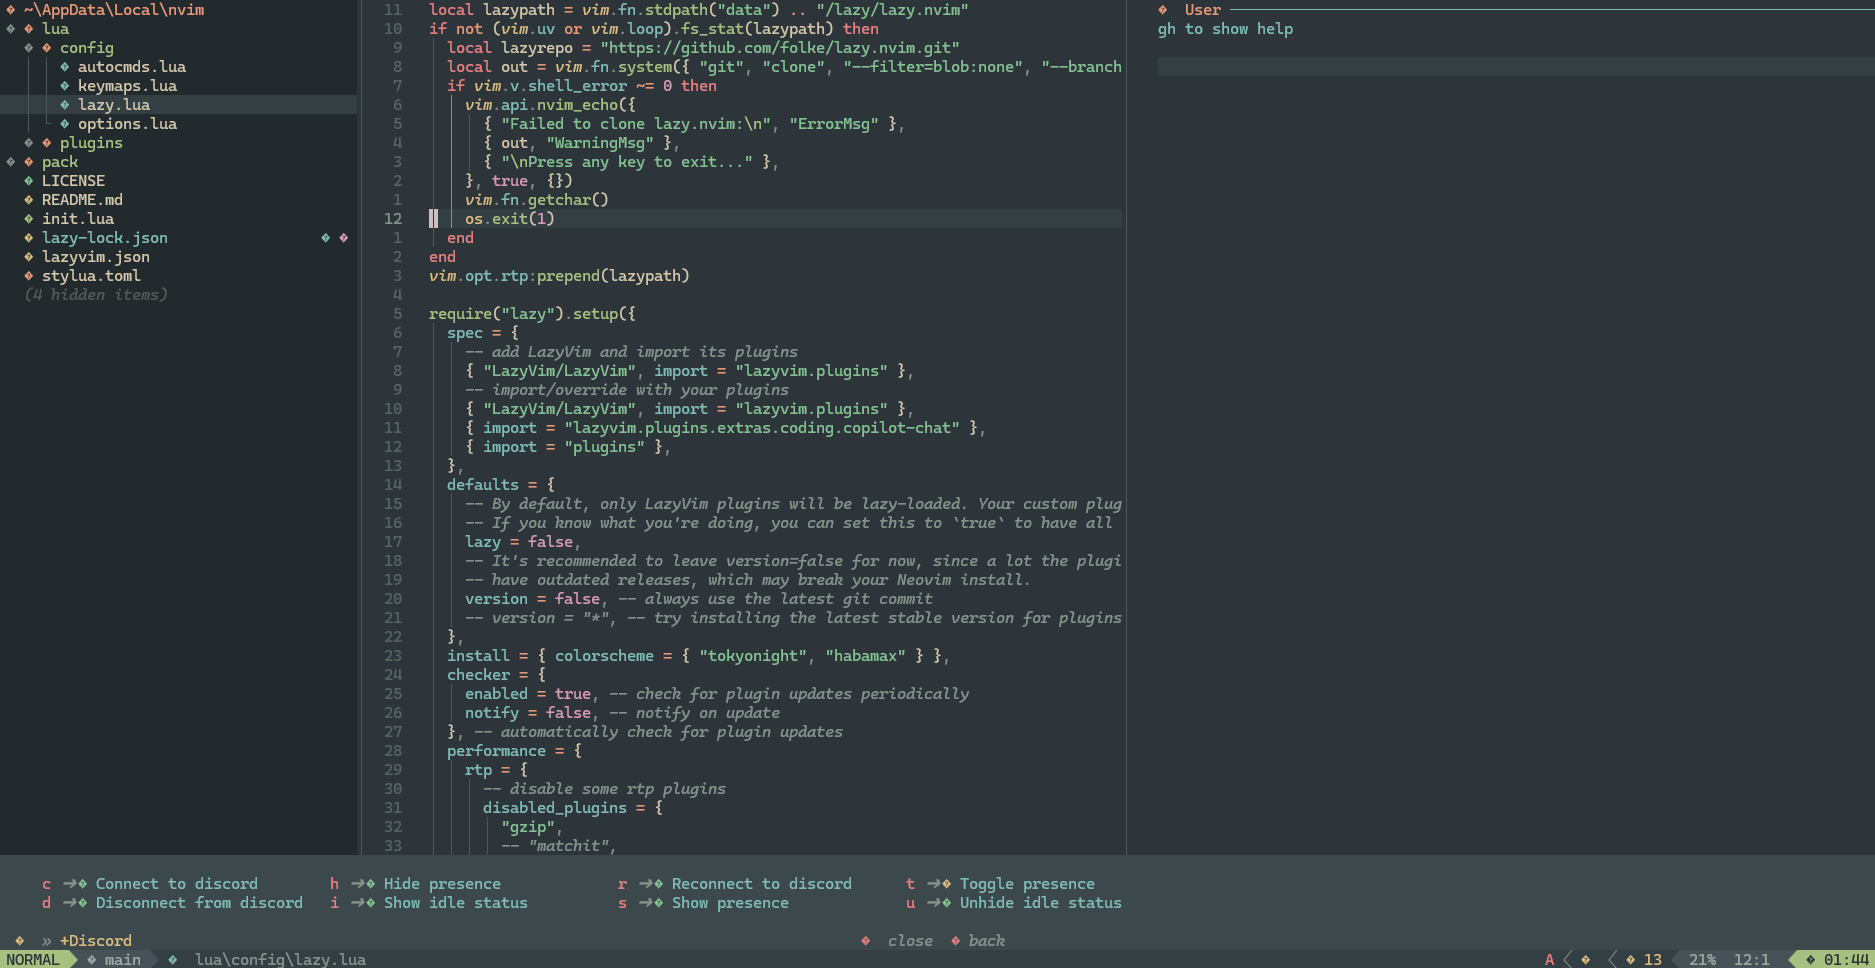 ~\AppData\Local\nvim
lua
config
autocmds.lua
keymaps.lua
lazy.lua
options.lua
plugins
pack
LICENSE
README.md
init.lua
lazy-lock.json
lazyvim.json
stylua.toml
(4 hidden items)
11 local lazypath = vim.fn.stdpath("data") .. "/lazy/lazy.nvim"
10 if not (vim.uv or vim.loop).fs_stat(lazypath) then
9 local lazyrepo = "https://github.com/folke/lazy.nvim.git"
8 local out = vim.fn.system({ "git", "clone", "--filter=blob:none", "--branch
7 if vim.v.shell_error ~= 0 then
6 vim.api.nvim_echo({
5 { "Failed to clone lazy.nvim:\n", "ErrorMsg" },
4 { out, "WarningMsg" },
3 { "\nPress any key to exit..." },
2 }, true, {})
1 vim.fn.getchar()
12 os.exit(1)
1 end
2 end
3 vim.opt.rtp:prepend(lazypath)
4
5 require("lazy").setup({
6 spec = {
7 -- add LazyVim and import its plugins
8 { "LazyVim/LazyVim", import = "lazyvim.plugins" },
9 -- import/override with your plugins
10 { "LazyVim/LazyVim", import = "lazyvim.plugins" },
11 { import = "lazyvim.plugins.extras.coding.copilot-chat" },
12 { import = "plugins" },
13 },
14 defaults = {
15 -- By default, only LazyVim plugins will be lazy-loaded. Your custom plug
16 -- If you know what you're doing, you can set this to `true` to have all
17 lazy = false,
18 -- It's recommended to leave version=false for now, since a lot the plugi
19 -- have outdated releases, which may break your Neovim install.
20 version = false, -- always use the latest git commit
21 -- version = "*", -- try installing the latest stable version for plugins
22 },
23 install = { colorscheme = { "tokyonight", "habamax" } },
24 checker = {
25 enabled = true, -- check for plugin updates periodically
26 notify = false, -- notify on update
27 }, -- automatically check for plugin updates
28 performance = {
29 rtp = {
30 -- disable some rtp plugins
31 disabled_plugins = {
32 "gzip",
33 -- "matchit",
User
gh to show help
c ➜ Connect to discord h ➜ Hide presence r ➜ Reconnect to discord t ➜ Toggle presence
d ➜ Disconnect from discord i ➜ Show idle status s ➜ Show presence u ➜ Unhide idle status
» +Discord close back
NORMAL main lua\config\lazy.lua A 13 21% 12:1 01:44